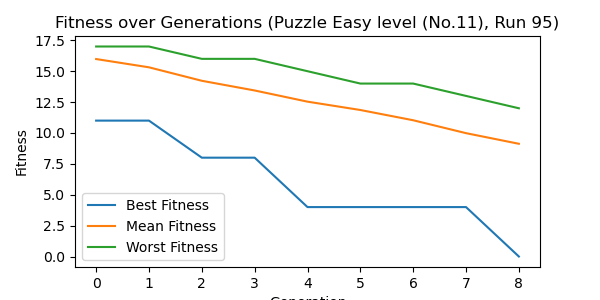 Fitness over Generations (Puzzle Easy level (No.11), Run 95)
17.5
15.0
12.5
10.0
7.5
5.0
2.5
0.0
Fitness
Best Fitness
Mean Fitness
Worst Fitness
0 1 2 3 4 5 6 7 8
Generation